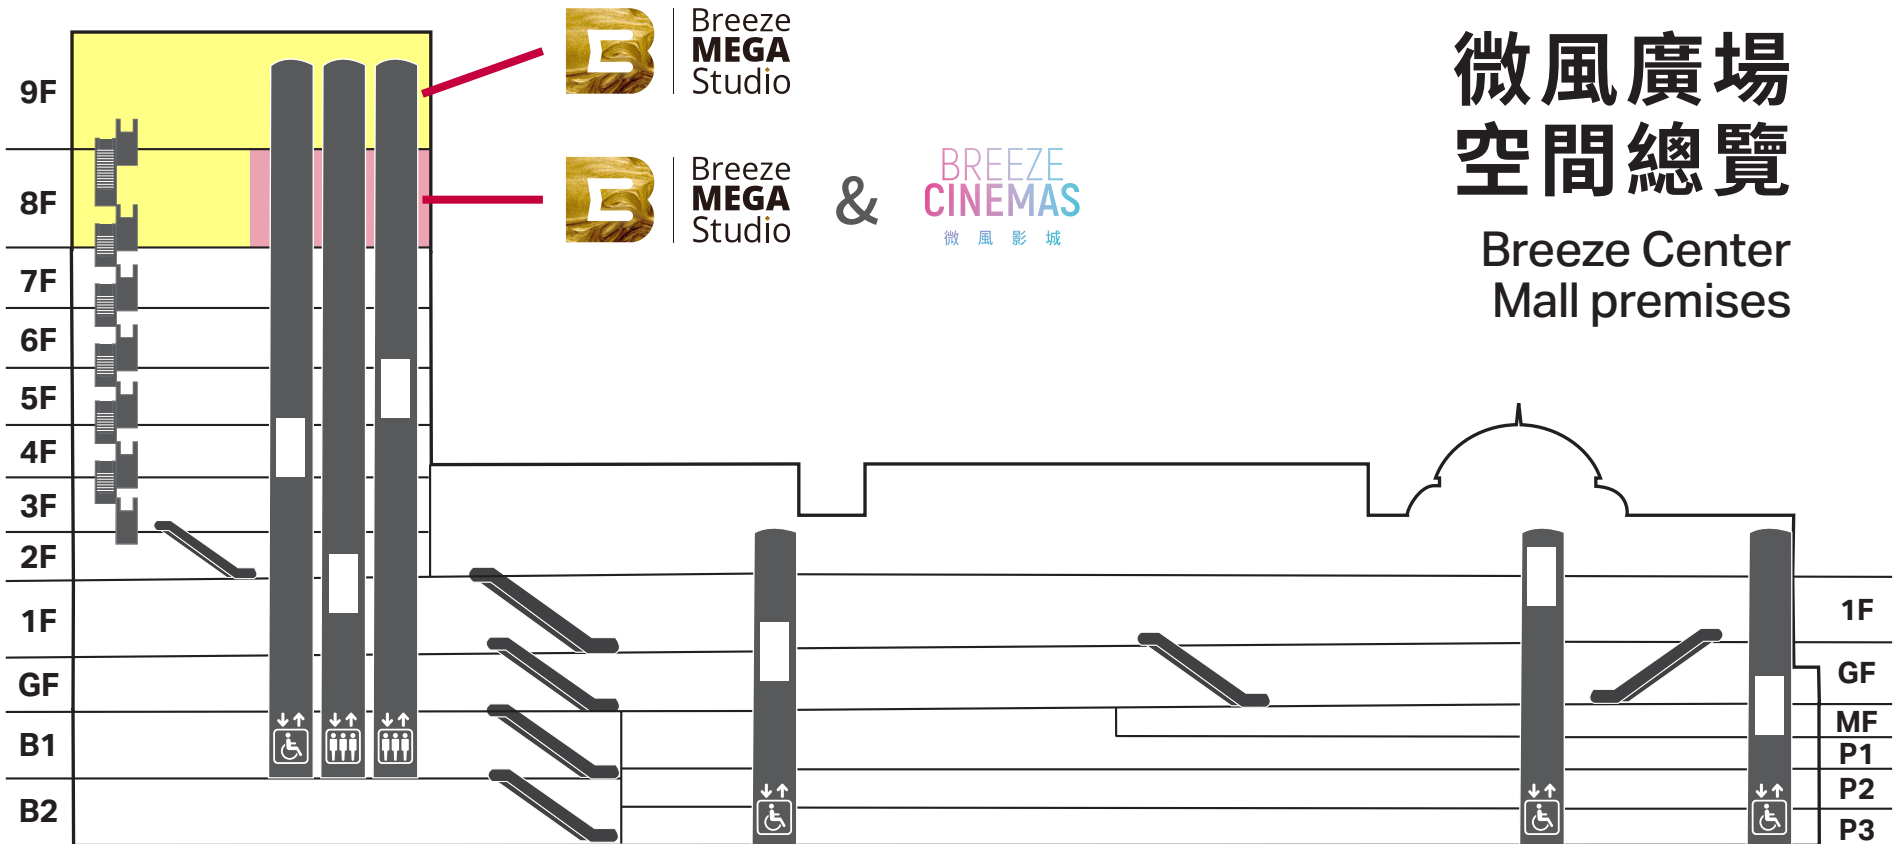 微風廣場
空間總覽
Breeze Center
Mall premises
Breeze
MEGA
Studio
Breeze
MEGA
Studio
&
BREEZE
CINEMAS
微風影城
9F
8F
7F
6F
5F
4F
3F
2F
1F
GF
B1
B2
1F
GF
MF
P1
P2
P3